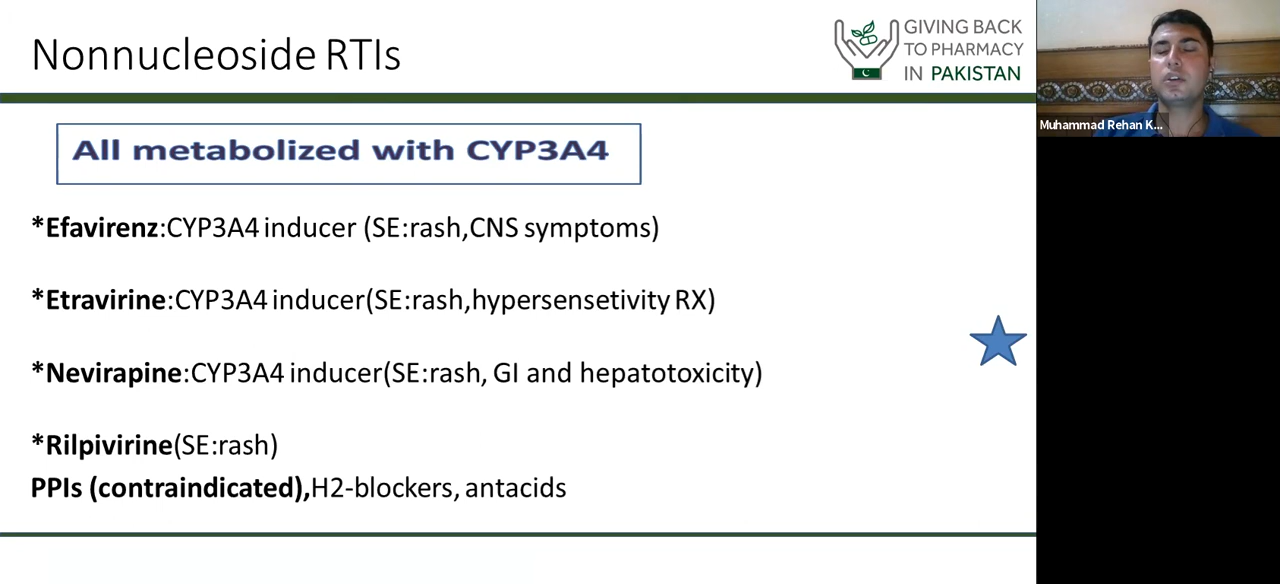 Nonnucleoside RTIs
GIVING BACK
TO PHARMACY
IN PAKISTAN
Muhammad Rehan K...
All metabolized with CYP3A4
*Efavirenz:CYP3A4 inducer (SE:rash,CNS symptoms)
*Etravirine:CYP3A4 inducer(SE:rash,hypersensetivity RX)
*Nevirapine:CYP3A4 inducer(SE:rash, GI and hepatotoxicity)
*Rilpivirine(SE:rash)
PPIs (contraindicated),H2-blockers, antacids